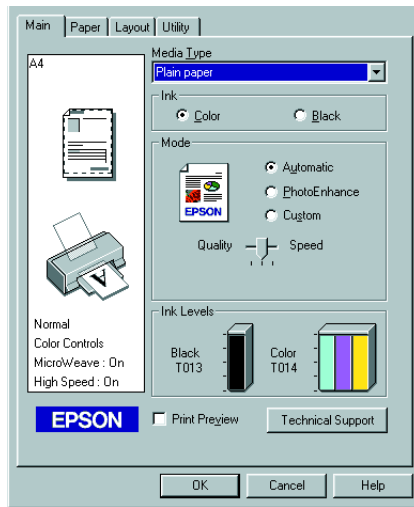 Main Paper Layout Utility
A4
Media Type
Plain paper
Ink
Color Black
Mode
EPSON
Automatic
PhotoEnhance
Custom
Quality Speed
Normal
Color Controls
MicroWeave : On
High Speed : On
Ink Levels
Black
T013
Color
T014
EPSON
Print Preview
Technical Support
OK Cancel Help